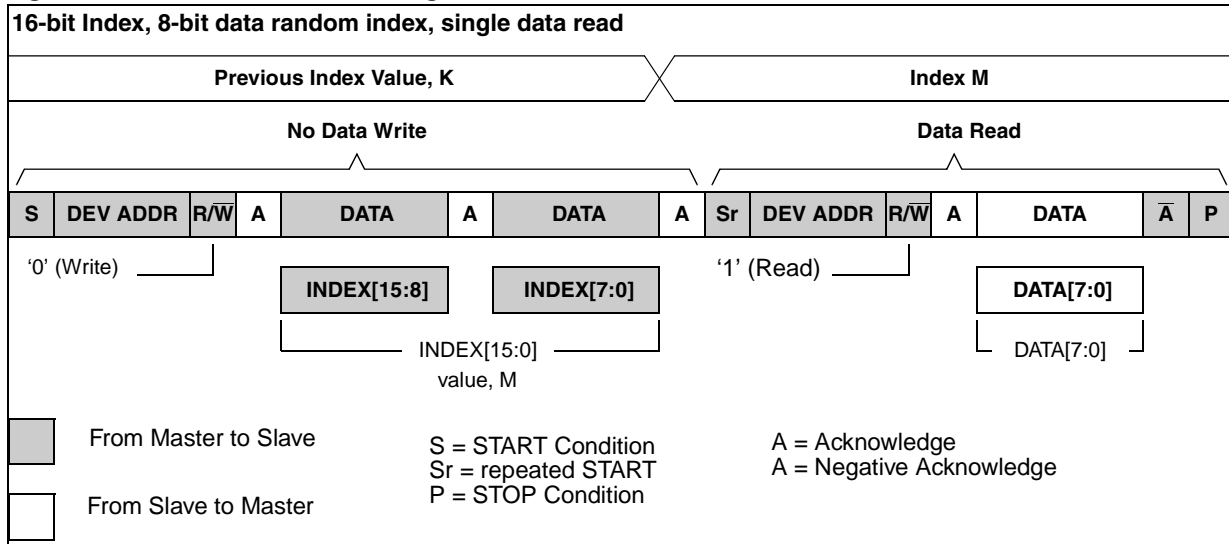 16-bit Index, 8-bit data random index, single data read
Previous Index Value, K Index M
No Data Write Data Read
S DEV ADDR R/W̅ A DATA A DATA A Sr DEV ADDR R/W̅ A DATA A̅ P
‘0’ (Write) ‘1’ (Read)
INDEX[15:8] INDEX[7:0] DATA[7:0]
INDEX[15:0] DATA[7:0]
value, M
From Master to Slave
From Slave to Master
S = START Condition
Sr = repeated START
P = STOP Condition
A = Acknowledge
A = Negative Acknowledge